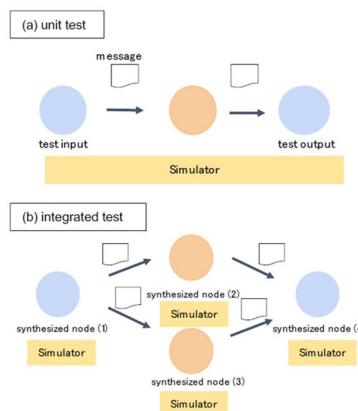 (a) unit test
message
test input
test output
Simulator
(b) integrated test
synthesized node (1)
Simulator
synthesized node (2)
Simulator
synthesized node (3)
Simulator
synthesized node (
Simulator